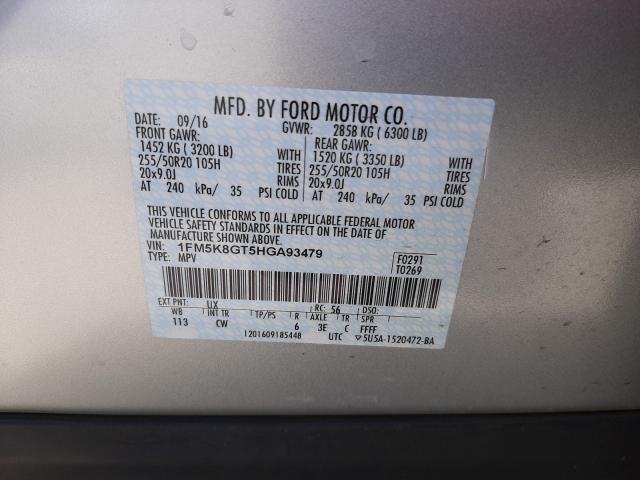 MFD. BY FORD MOTOR CO.
DATE: 09/16 GVWR: 2858 KG ( 6300 LB)
FRONT GAWR: REAR GAWR:
1452 KG ( 3200 LB) WITH 1520 KG ( 3350 LB) WITH
255/50R20 105H TIRES 255/50R20 105H TIRES
20x9.0J RIMS 20x9.0J RIMS
AT 240 kPa/ 35 PSI COLD AT 240 kPa/ 35 PSI COLD
THIS VEHICLE CONFORMS TO ALL APPLICABLE FEDERAL MOTOR
VEHICLE SAFETY STANDARDS IN EFFECT ON THE DATE OF
MANUFACTURE SHOWN ABOVE.
VIN: 1FM5K8GT5HGA93479 F0291
TYPE: MPV T0269
EXT PNT: UX RC: 56 DSO:
WB INT TR TP/PS R AXLE TR SPR
113 CW 6 3E C FFFF
I201609185448 UTC ▽5U5A-1520472-BA